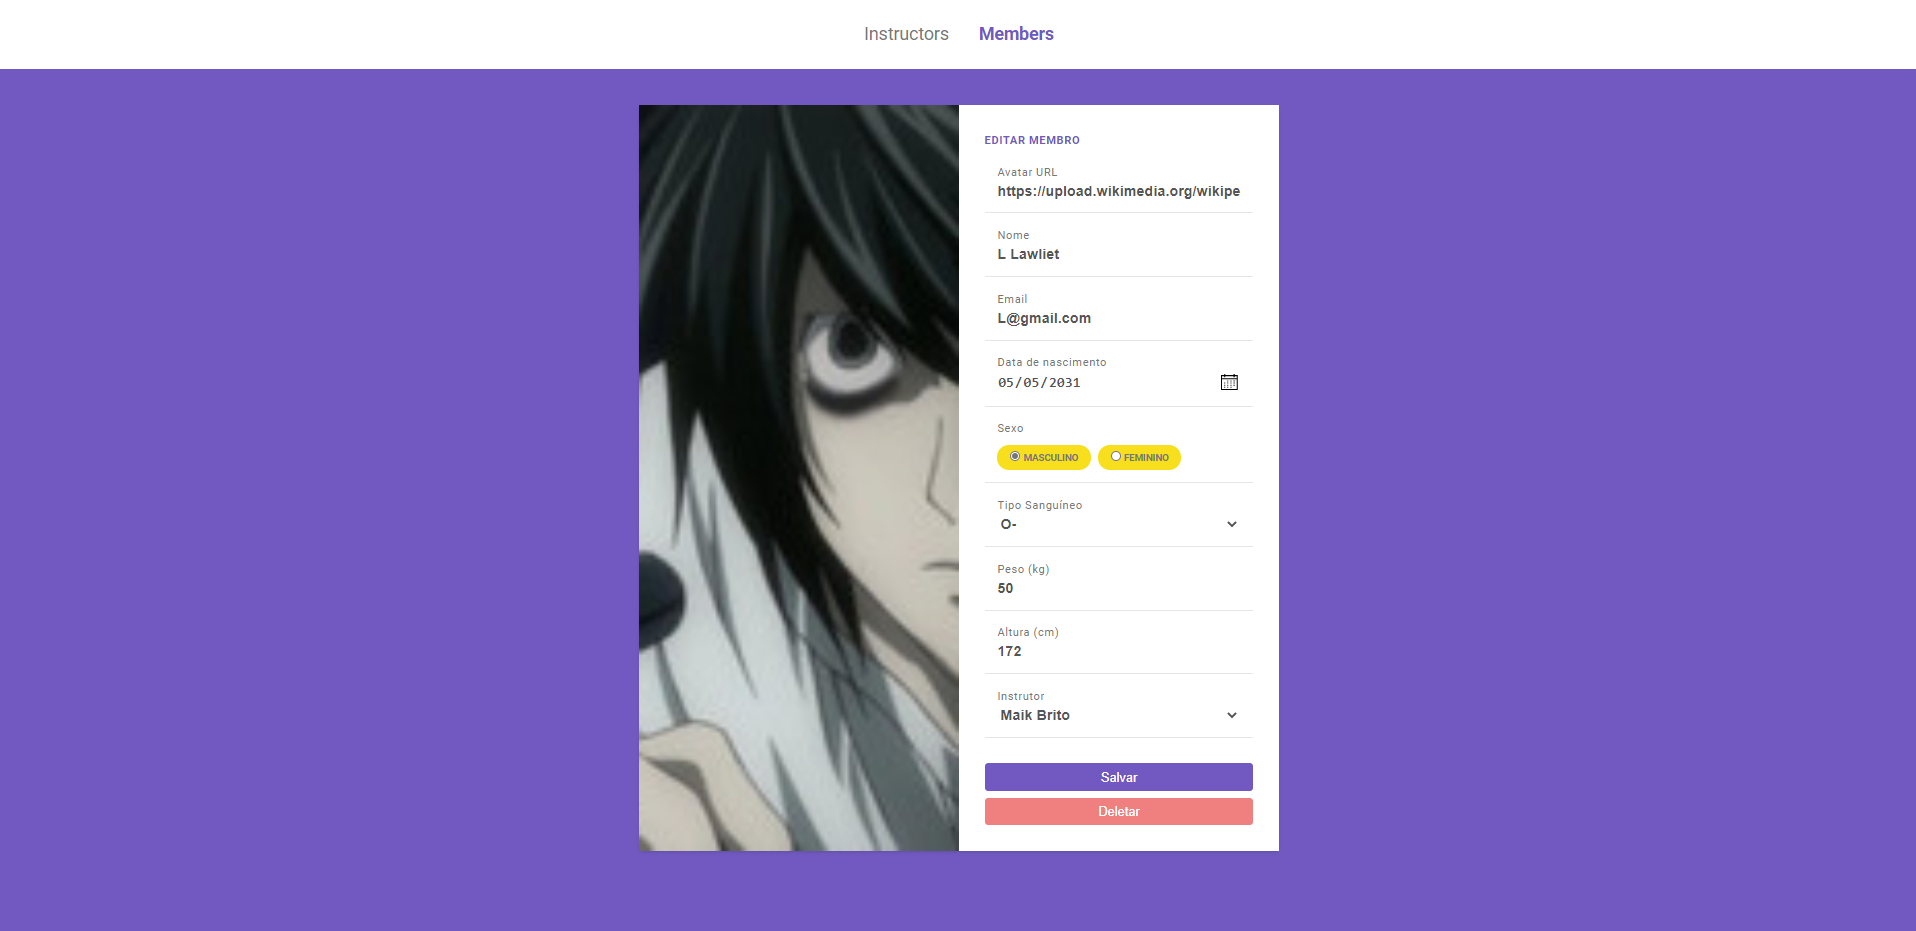 Instructors Members
EDITAR MEMBRO
Avatar URL
https://upload.wikimedia.org/wikipe
Nome
L Lawliet
Email
L@gmail.com
Data de nascimento
05/05/2031
Sexo
MASCULINO FEMININO
Tipo Sanguíneo
O-
Peso (kg)
50
Altura (cm)
172
Instrutor
Maik Brito
Salvar
Deletar